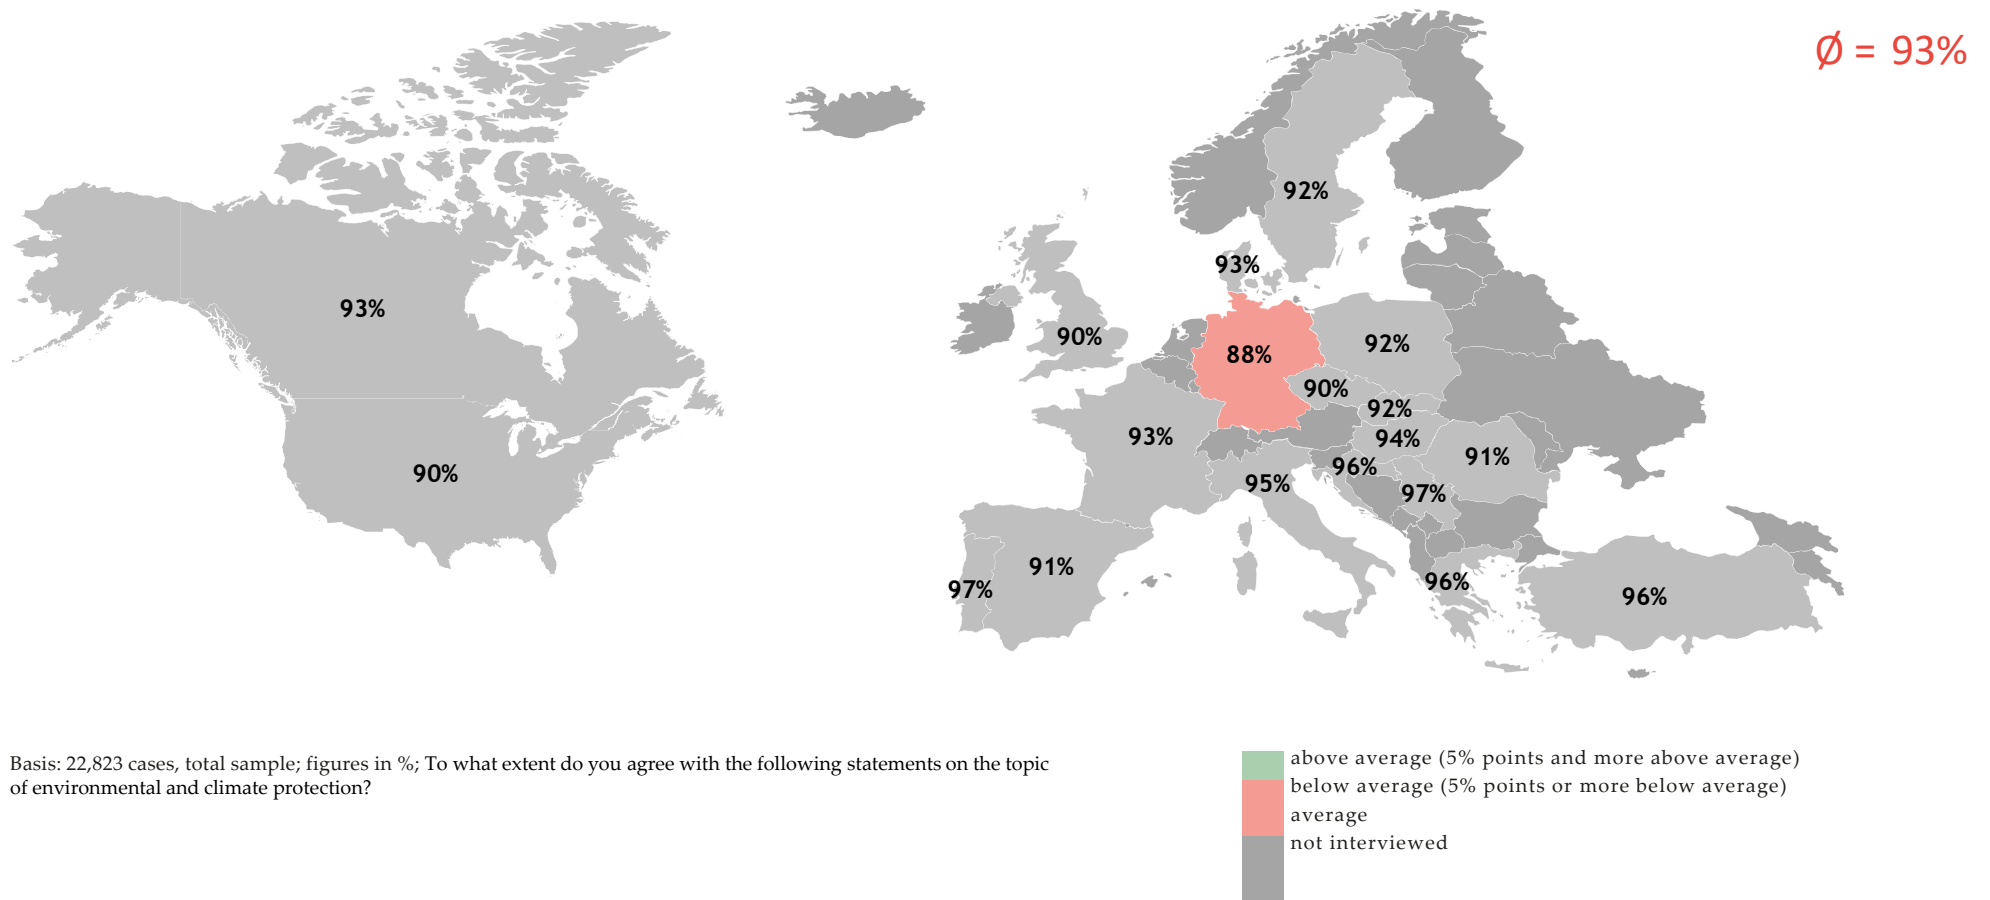 Ø = 93%
92%
93%
93%
90%
92%
88%
90%
92%
93%
94%
91%
96%
90%
95%
97%
91%
96%
97%
96%
Basis: 22,823 cases, total sample; figures in %; To what extent do you agree with the following statements on the topic
of environmental and climate protection?
above average (5% points and more above average)
below average (5% points or more below average)
average
not interviewed